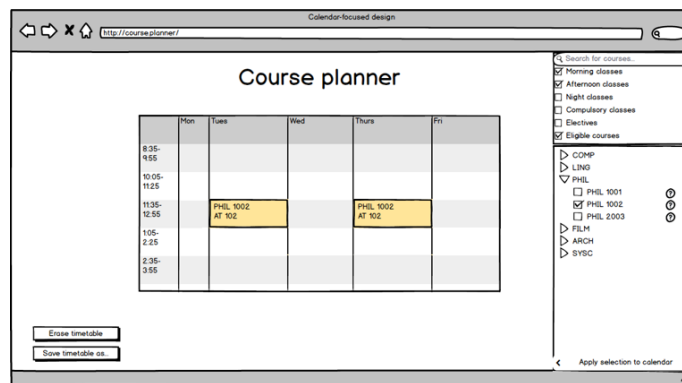 Calendar-focused design
http://course.planner/
Course planner
Mon Tues Wed Thurs Fri
8:35-
9:55
10:05-
11:25
11:35-
12:55
PHIL 1002
AT 102
PHIL 1002
AT 102
1:05-
2:25
2:35-
3:55
Erase timetable
Save timetable as..
Search for courses..
Morning classes
Afternoon classes
Night classes
Compulsory classes
Electives
Eligible courses
COMP
LING
PHIL
PHIL 1001 ?
PHIL 1002 ?
PHIL 2003 ?
FILM
ARCH
SYSC
< Apply selection to calendar